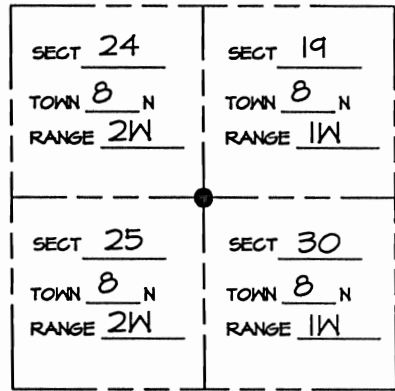 SECT 24
TOWN 8 N
RANGE 2W
SECT 19
TOWN 8 N
RANGE 1W
SECT 25
TOWN 8 N
RANGE 2W
SECT 30
TOWN 8 N
RANGE 1W